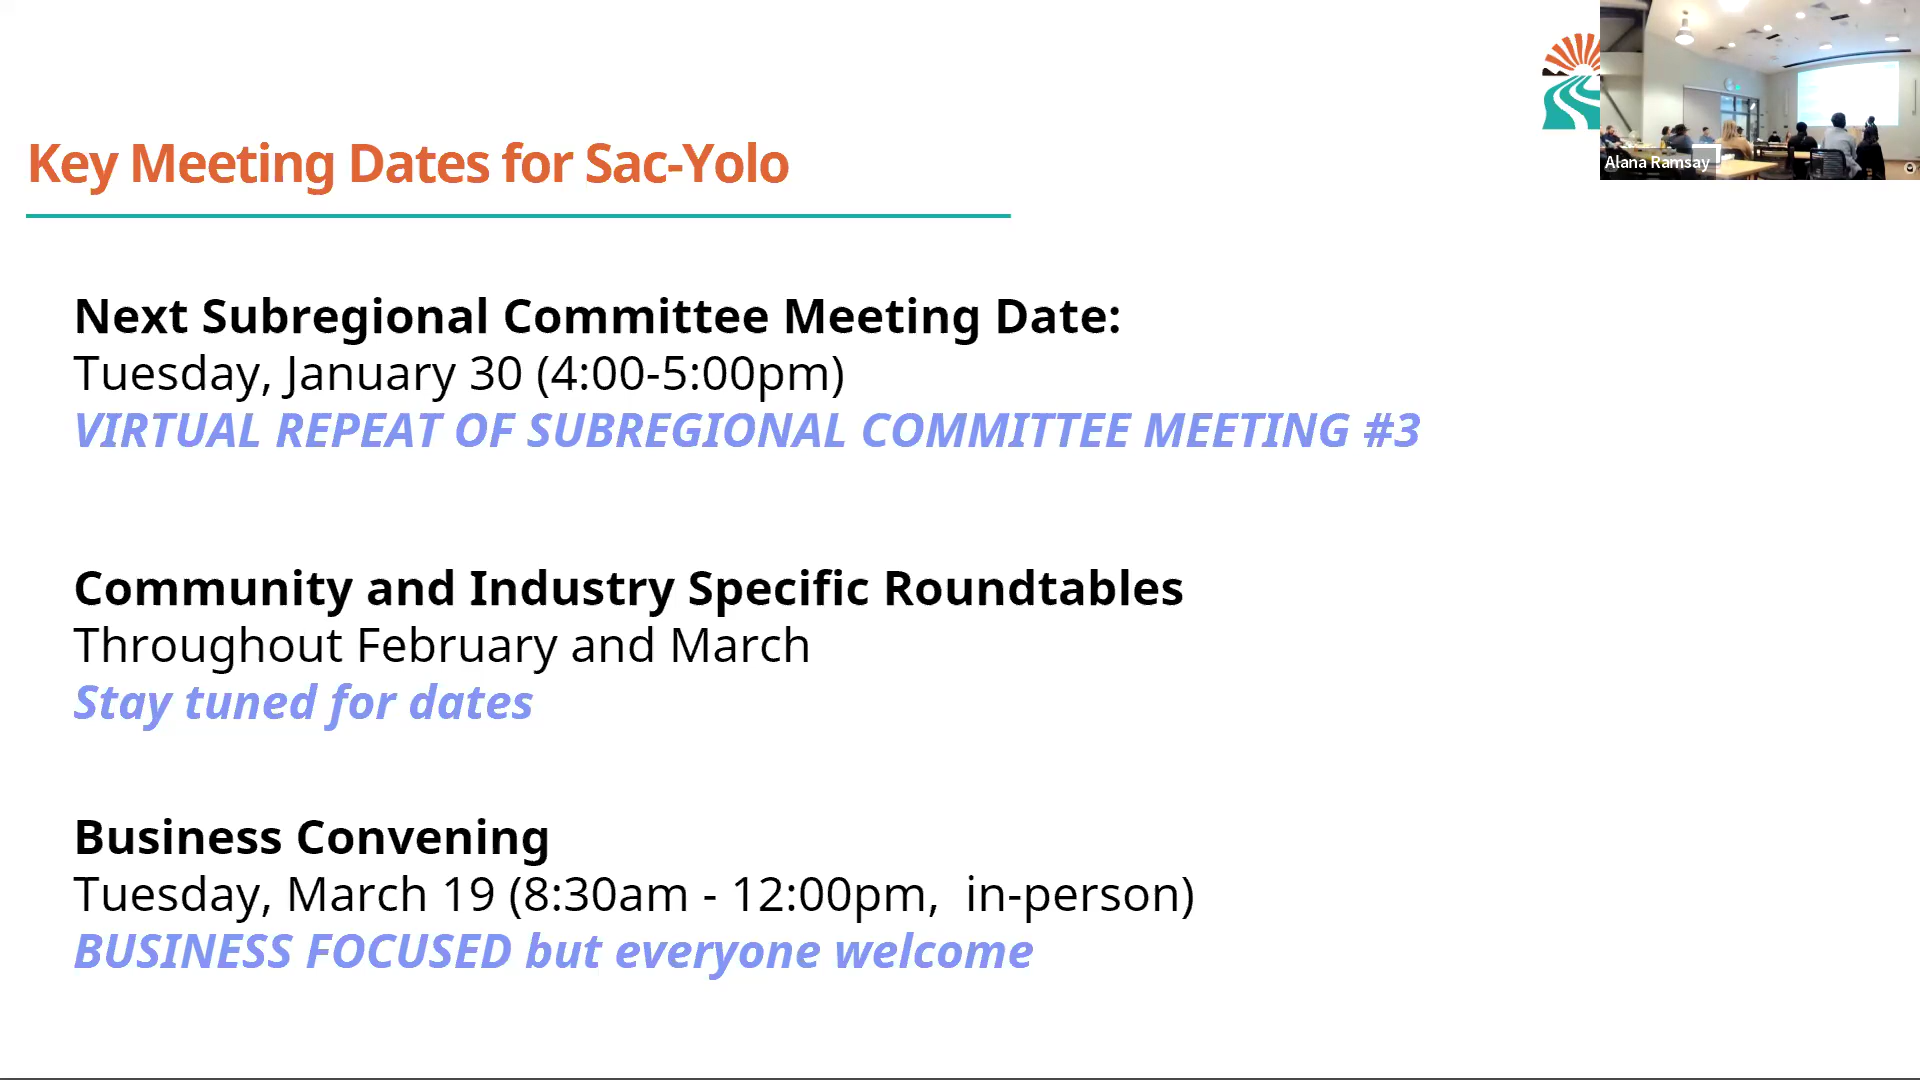 Key Meeting Dates for Sac-Yolo
Alana Ramsay
Next Subregional Committee Meeting Date:
Tuesday, January 30 (4:00-5:00pm)
VIRTUAL REPEAT OF SUBREGIONAL COMMITTEE MEETING #3
Community and Industry Specific Roundtables
Throughout February and March
Stay tuned for dates
Business Convening
Tuesday, March 19 (8:30am - 12:00pm,  in-person)
BUSINESS FOCUSED but everyone welcome